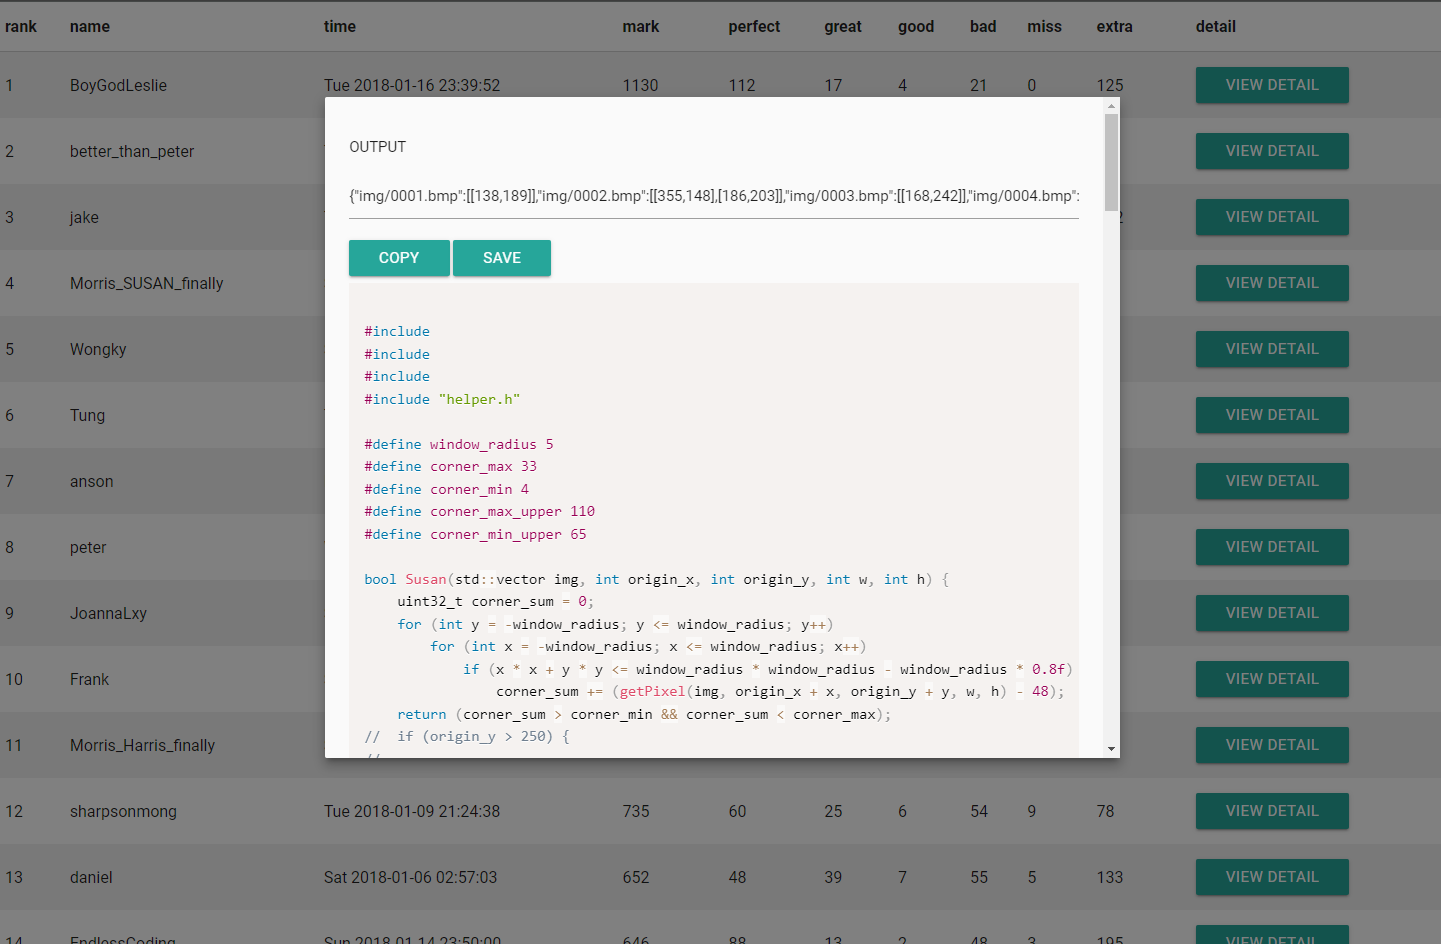 rank name time mark perfect great good bad miss extra detail
1 BoyGodLeslie Tue 2018-01-16 23:39:52 1130 112 17 4 21 0 125 VIEW DETAIL
2 better_than_peter VIEW DETAIL
3 jake VIEW DETAIL
4 Morris_SUSAN_finally VIEW DETAIL
5 Wongky VIEW DETAIL
6 Tung VIEW DETAIL
7 anson VIEW DETAIL
8 peter VIEW DETAIL
9 JoannaLxy VIEW DETAIL
10 Frank VIEW DETAIL
11 Morris_Harris_finally VIEW DETAIL
12 sharpsonmong Tue 2018-01-09 21:24:38 735 60 25 6 54 9 78 VIEW DETAIL
13 daniel Sat 2018-01-06 02:57:03 652 48 39 7 55 5 133 VIEW DETAIL
14 EndlessCoding Sun 2018-01-14 23:50:00 646 88 13 2 48 3 195 VIEW DETAIL
OUTPUT
{"img/0001.bmp":[[138,189]],"img/0002.bmp":[[355,148],[186,203]],"img/0003.bmp":[[168,242]],"img/0004.bmp":
COPY SAVE
#include
#include
#include
#include "helper.h"
#define window_radius 5
#define corner_max 33
#define corner_min 4
#define corner_max_upper 110
#define corner_min_upper 65
bool Susan(std::vector img, int origin_x, int origin_y, int w, int h) {
uint32_t corner_sum = 0;
for (int y = -window_radius; y <= window_radius; y++)
for (int x = -window_radius; x <= window_radius; x++)
if (x * x + y * y <= window_radius * window_radius - window_radius * 0.8f)
corner_sum += (getPixel(img, origin_x + x, origin_y + y, w, h) - 48);
return (corner_sum > corner_min && corner_sum < corner_max);
// if (origin_y > 250) {
//